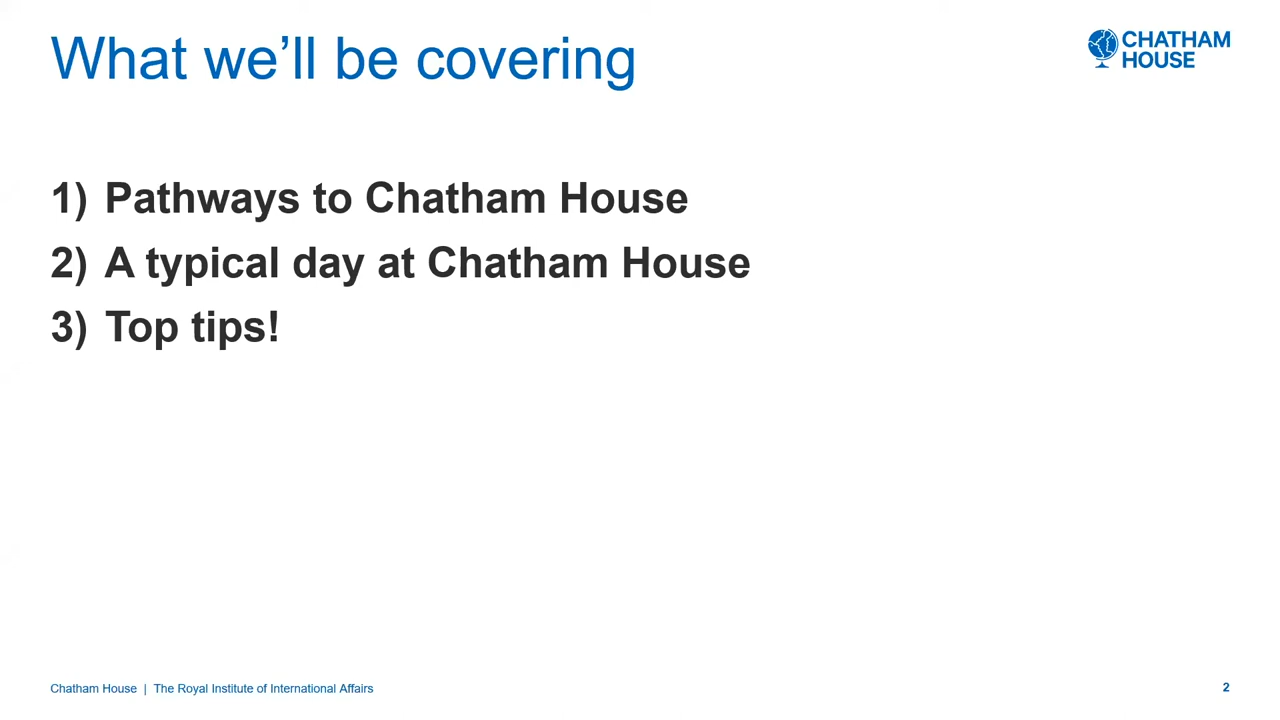 What we’ll be covering
CHATHAM
HOUSE
1) Pathways to Chatham House
2) A typical day at Chatham House
3) Top tips!
Chatham House | The Royal Institute of International Affairs
2